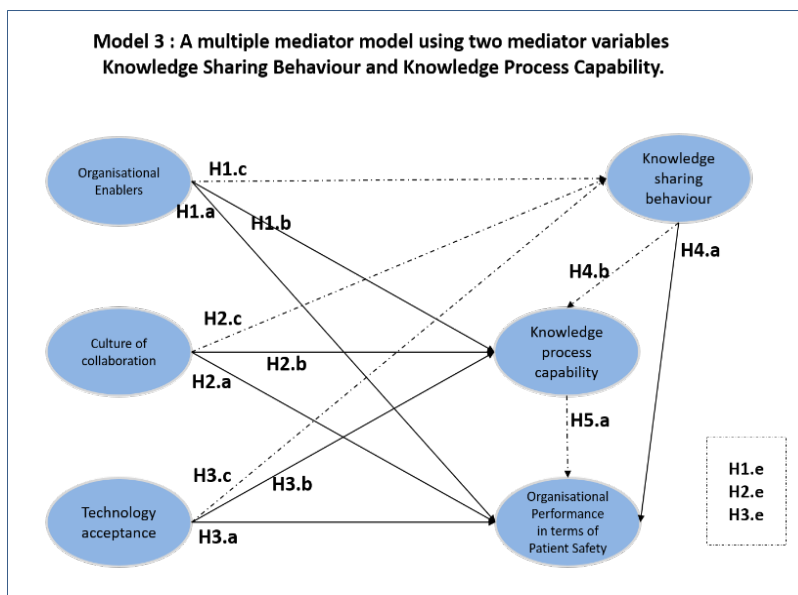 Model 3 : A multiple mediator model using two mediator variables
Knowledge Sharing Behaviour and Knowledge Process Capability.
Organisational
Enablers
H1.c
H1.a
H1.b
Knowledge
sharing
behaviour
H4.a
H4.b
Culture of
collaboration
H2.c
H2.b
H2.a
Knowledge
process
capability
H5.a
Technology
acceptance
H3.c
H3.b
H3.a
Organisational
Performance
in terms of
Patient Safety
H1.e
H2.e
H3.e